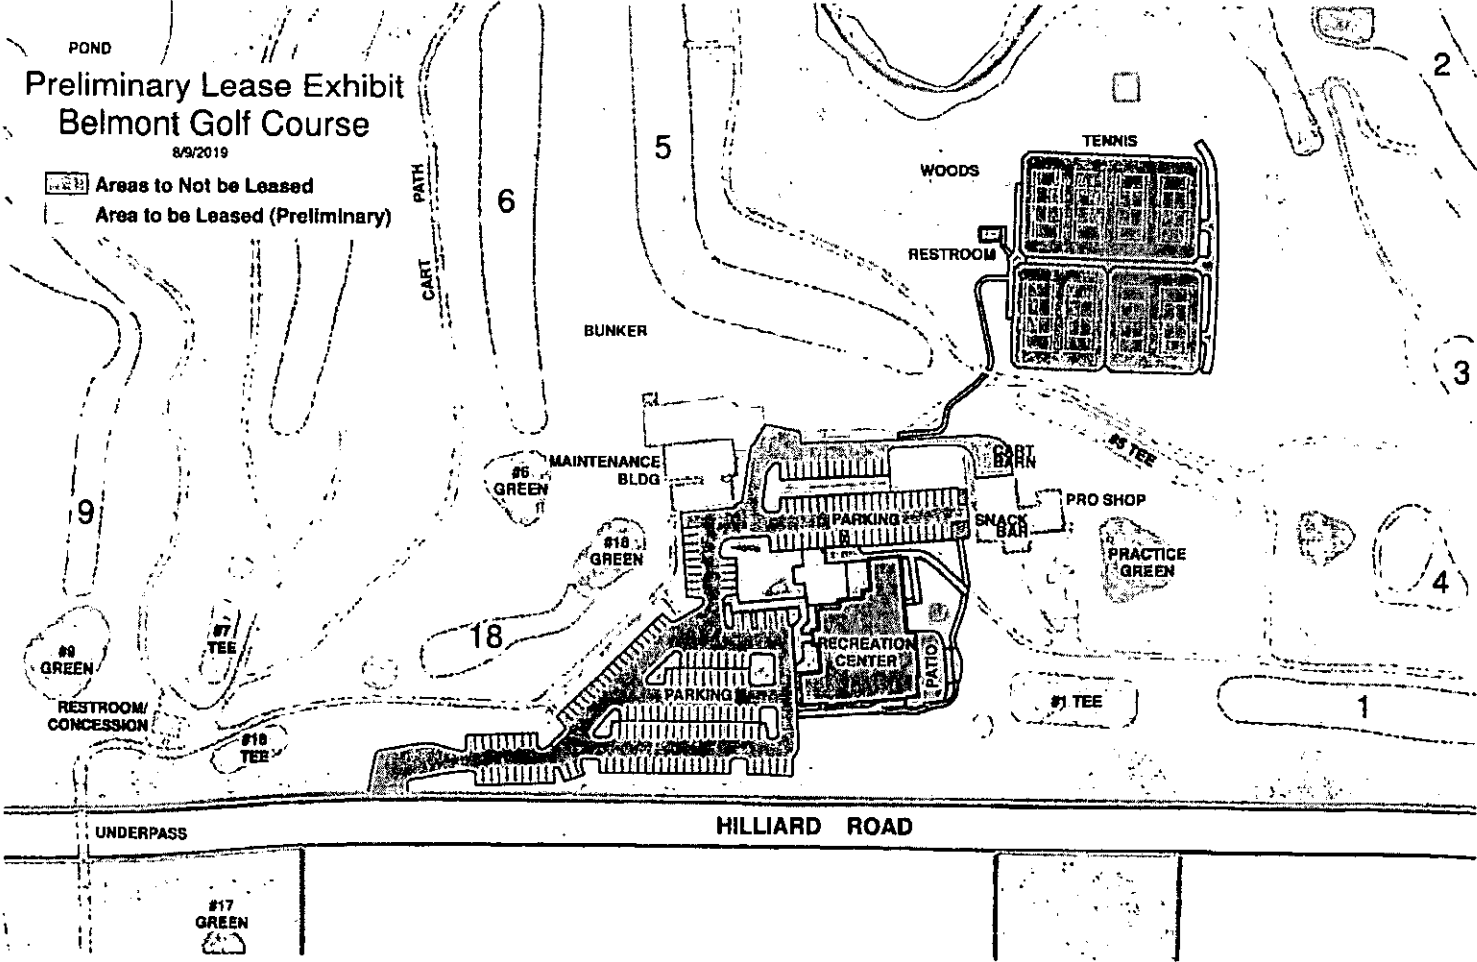 POND
Preliminary Lease Exhibit
Belmont Golf Course
8/9/2019
Areas to Not be Leased
Area to be Leased (Preliminary)
CART PATH
6
5
2
TENNIS
WOODS
RESTROOM
BUNKER
3
#5 TEE
#6
GREEN
MAINTENANCE
BLDG
CART
BARN
PRO SHOP
PARKING
SNACK
BAR
9
#18
GREEN
PRACTICE
GREEN
4
18
#7
TEE
#9
GREEN
RECREATION
CENTER
PATIO
PARKING
#1 TEE
1
RESTROOM/
CONCESSION
#18
TEE
HILLIARD ROAD
UNDERPASS
#17
GREEN